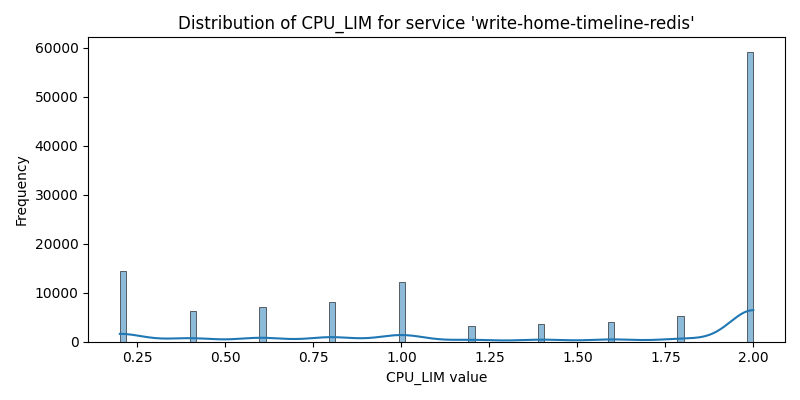 Distribution of CPU_LIM for service 'write-home-timeline-redis'
60000
50000
40000
30000
20000
10000
0
Frequency
0.25 0.50 0.75 1.00 1.25 1.50 1.75 2.00
CPU_LIM value